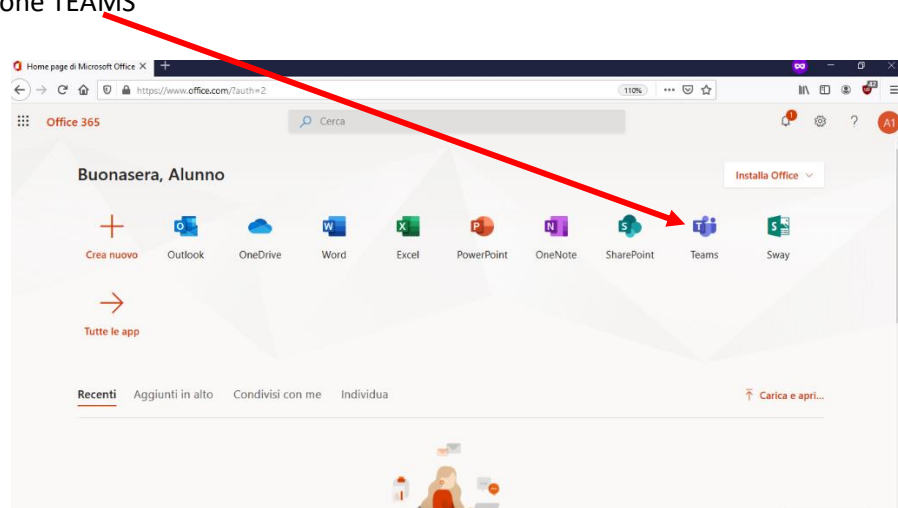 one TEAMS
Home page di Microsoft Office
https://www.office.com/?auth=2
110%
Office 365
Cerca
A1
Buonasera, Alunno
Installa Office
Crea nuovo
Outlook
OneDrive
Word
Excel
PowerPoint
OneNote
SharePoint
Teams
Sway
Tutte le app
Recenti
Aggiunti in alto
Condivisi con me
Individua
Carica e apri...